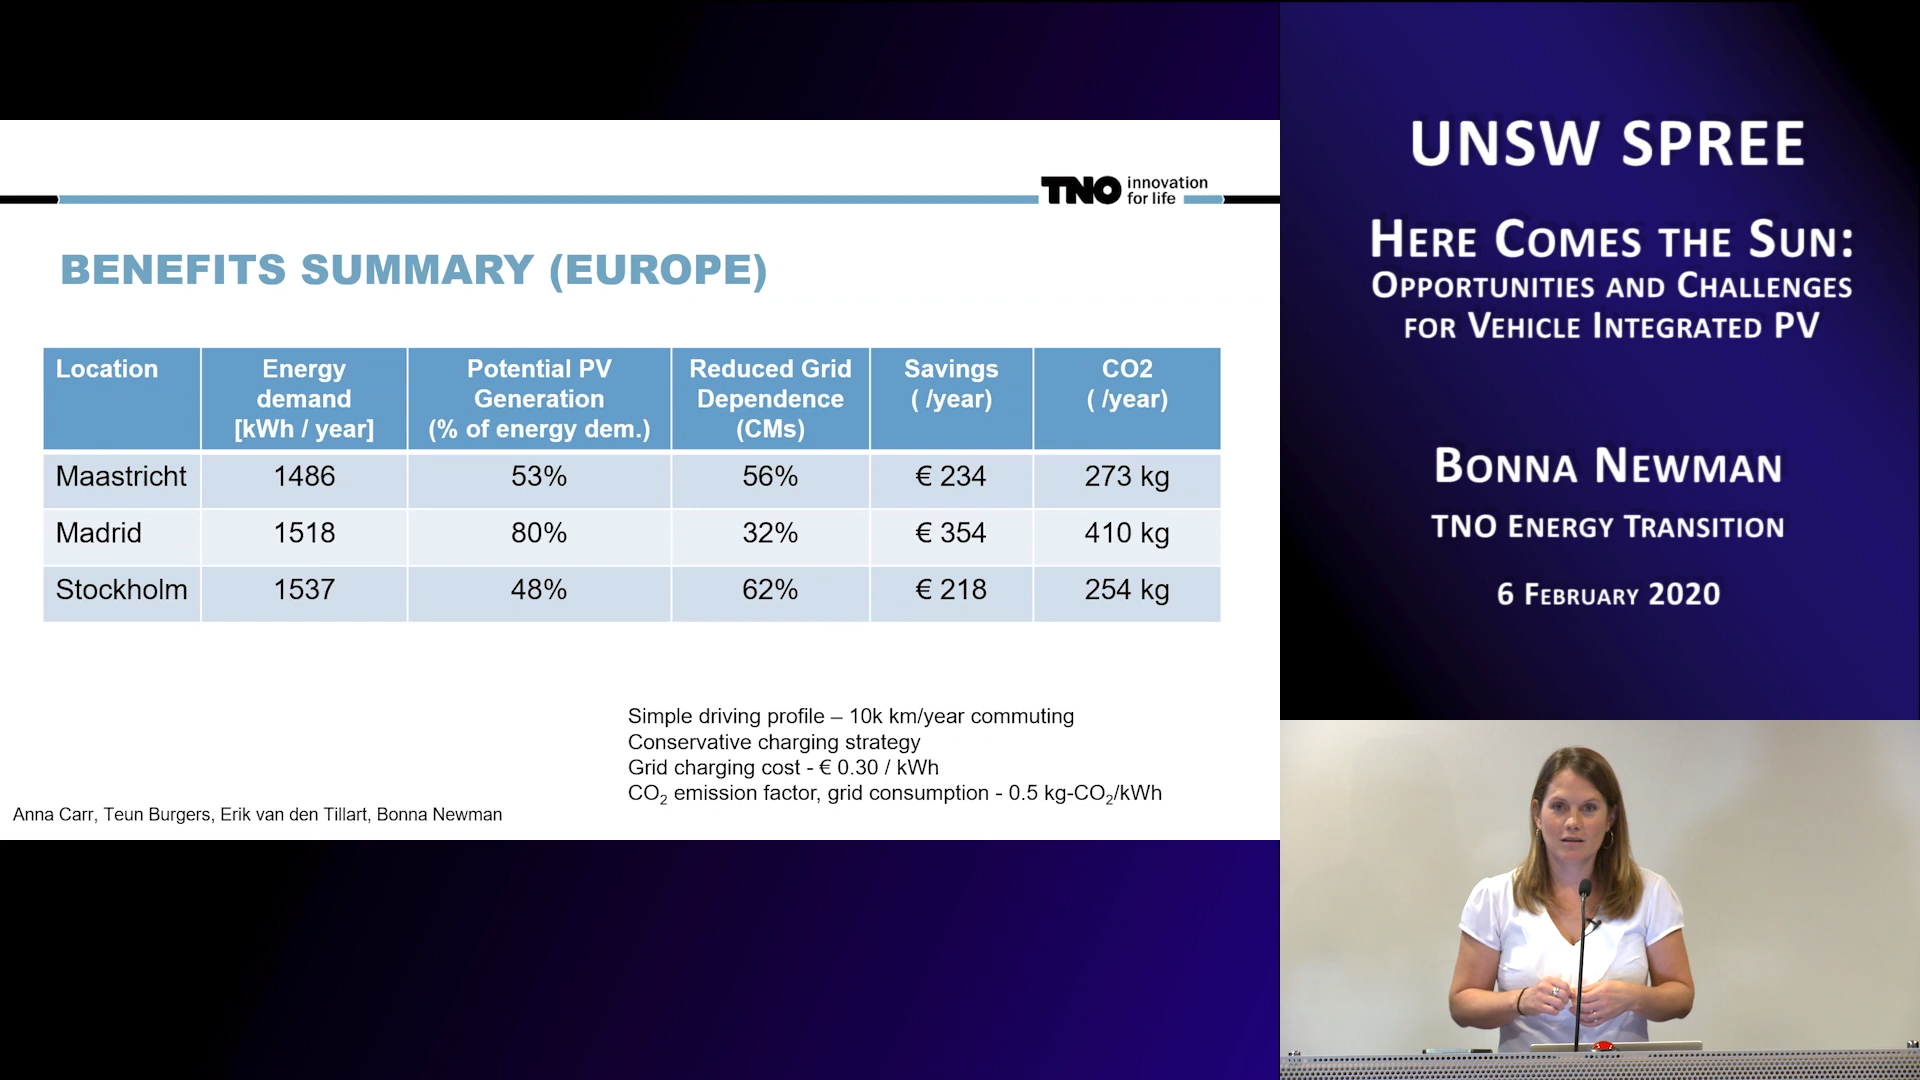 TNO innovation
for life
BENEFITS SUMMARY (EUROPE)
Location Energy demand [kWh / year] Potential PV Generation (% of energy dem.) Reduced Grid Dependence (CMs) Savings ( /year) CO2 ( /year)
Maastricht 1486 53% 56% € 234 273 kg
Madrid 1518 80% 32% € 354 410 kg
Stockholm 1537 48% 62% € 218 254 kg
Simple driving profile – 10k km/year commuting
Conservative charging strategy
Grid charging cost - € 0.30 / kWh
CO₂ emission factor, grid consumption - 0.5 kg-CO₂/kWh
Anna Carr, Teun Burgers, Erik van den Tillart, Bonna Newman
UNSW SPREE
HERE COMES THE SUN:
OPPORTUNITIES AND CHALLENGES
FOR VEHICLE INTEGRATED PV
BONNA NEWMAN
TNO ENERGY TRANSITION
6 FEBRUARY 2020